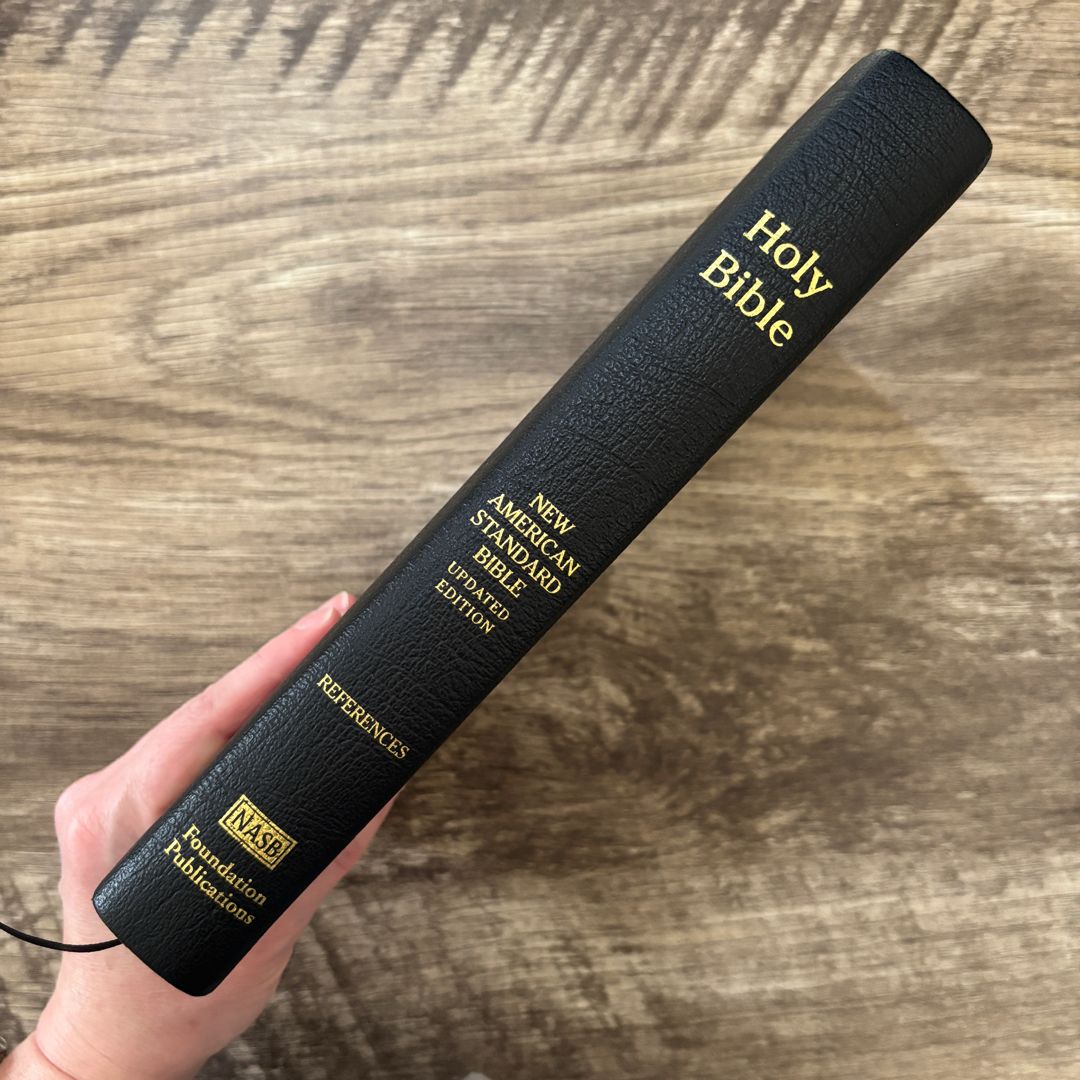 Holy
Bible
NEW
AMERICAN
STANDARD
BIBLE
UPDATED
EDITION
REFERENCES
NASB
Foundation
Publications